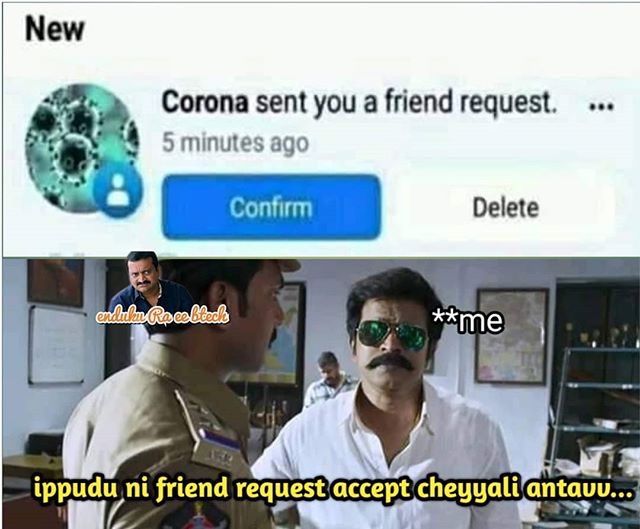 New
Corona sent you a friend request. ...
5 minutes ago
Confirm
Delete
enduku Ra ee btech
**me
ippudu ni friend request accept cheyyali antavu...